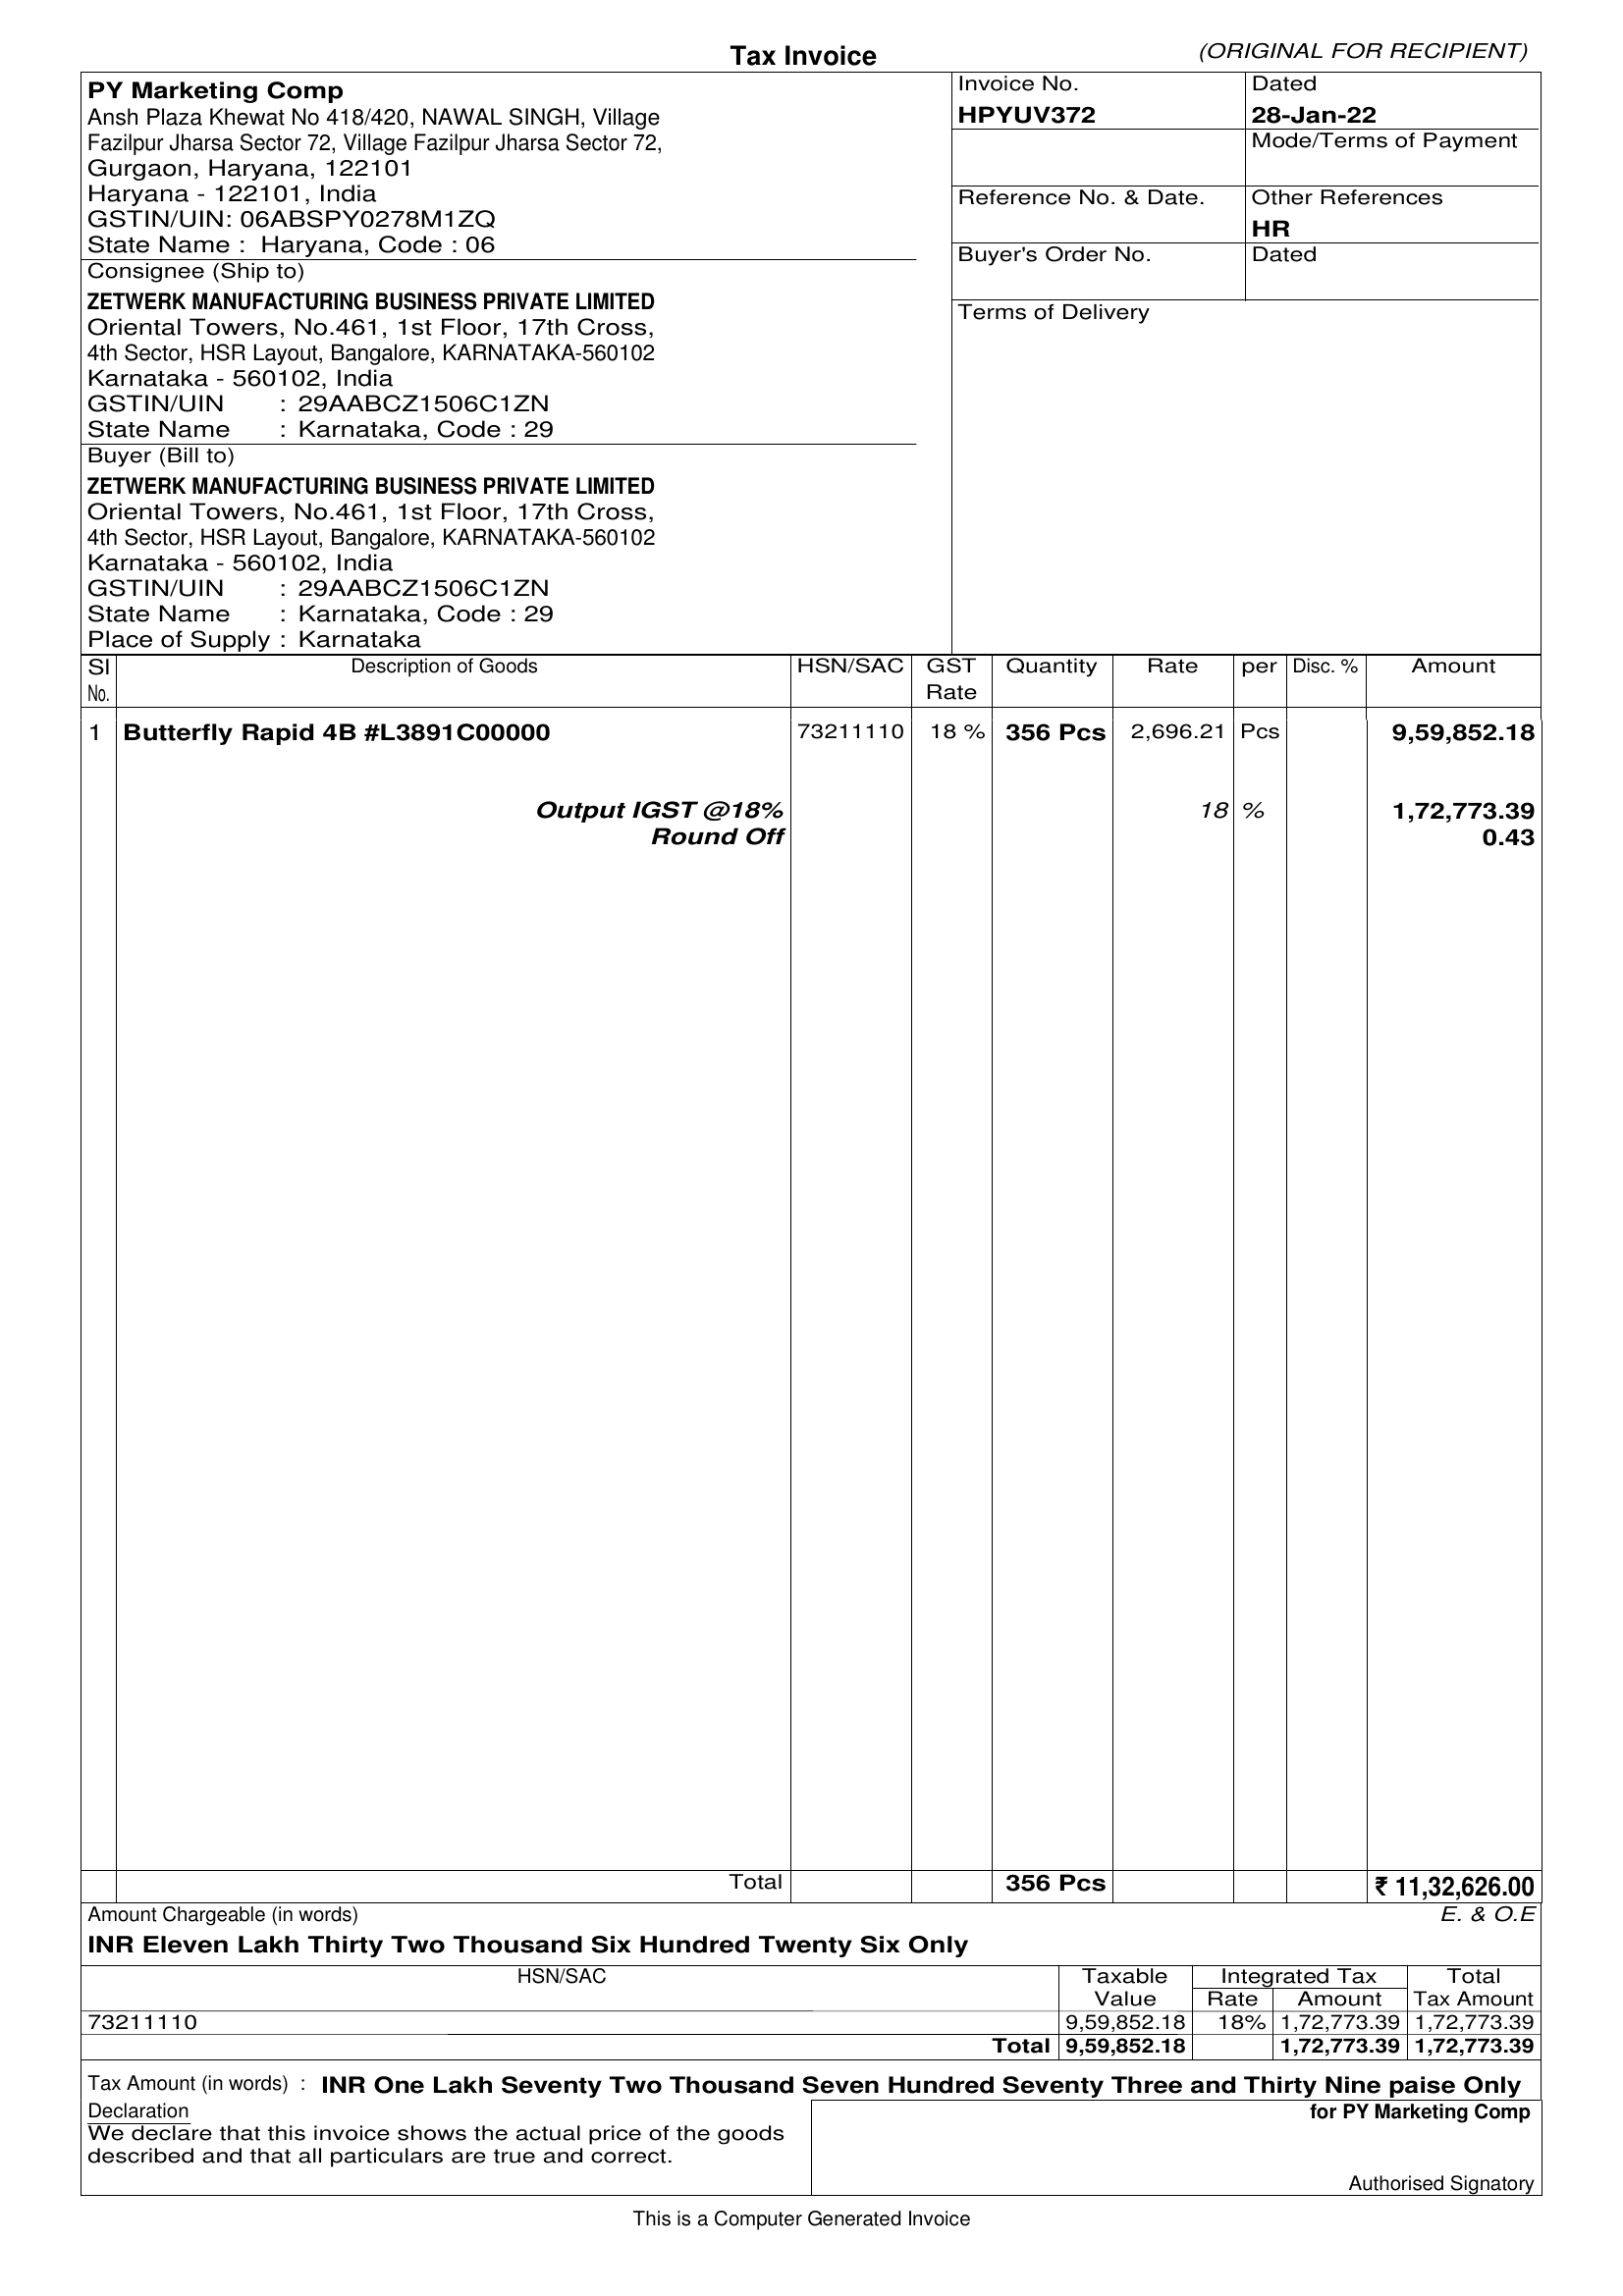 Tax Invoice
(ORIGINAL FOR RECIPIENT)
PY Marketing Comp
Ansh Plaza Khewat No 418/420, NAWAL SINGH, Village
Fazilpur Jharsa Sector 72, Village Fazilpur Jharsa Sector 72,
Gurgaon, Haryana, 122101
Haryana - 122101, India
GSTIN/UIN: 06ABSPY0278M1ZQ
State Name : Haryana, Code : 06
Invoice No.
HPYUV372
Dated
28-Jan-22
Mode/Terms of Payment
Reference No. & Date.
Other References
HR
Buyer's Order No.
Dated
Terms of Delivery
Consignee (Ship to)
ZETWERK MANUFACTURING BUSINESS PRIVATE LIMITED
Oriental Towers, No.461, 1st Floor, 17th Cross,
4th Sector, HSR Layout, Bangalore, KARNATAKA-560102
Karnataka - 560102, India
GSTIN/UIN : 29AABCZ1506C1ZN
State Name : Karnataka, Code : 29
Buyer (Bill to)
ZETWERK MANUFACTURING BUSINESS PRIVATE LIMITED
Oriental Towers, No.461, 1st Floor, 17th Cross,
4th Sector, HSR Layout, Bangalore, KARNATAKA-560102
Karnataka - 560102, India
GSTIN/UIN : 29AABCZ1506C1ZN
State Name : Karnataka, Code : 29
Place of Supply : Karnataka
Sl No. Description of Goods HSN/SAC GST Rate Quantity Rate per Disc. % Amount
1 Butterfly Rapid 4B #L3891C00000 73211110 18 % 356 Pcs 2,696.21 Pcs 9,59,852.18
Output IGST @18% 18 % 1,72,773.39
Round Off 0.43
Total 356 Pcs ₹ 11,32,626.00
Amount Chargeable (in words) E. & O.E
INR Eleven Lakh Thirty Two Thousand Six Hundred Twenty Six Only
HSN/SAC Taxable Value Integrated Tax Rate Amount Total Tax Amount
73211110 9,59,852.18 18% 1,72,773.39 1,72,773.39
Total 9,59,852.18 1,72,773.39 1,72,773.39
Tax Amount (in words) : INR One Lakh Seventy Two Thousand Seven Hundred Seventy Three and Thirty Nine paise Only
Declaration
We declare that this invoice shows the actual price of the goods
described and that all particulars are true and correct.
for PY Marketing Comp
Authorised Signatory
This is a Computer Generated Invoice